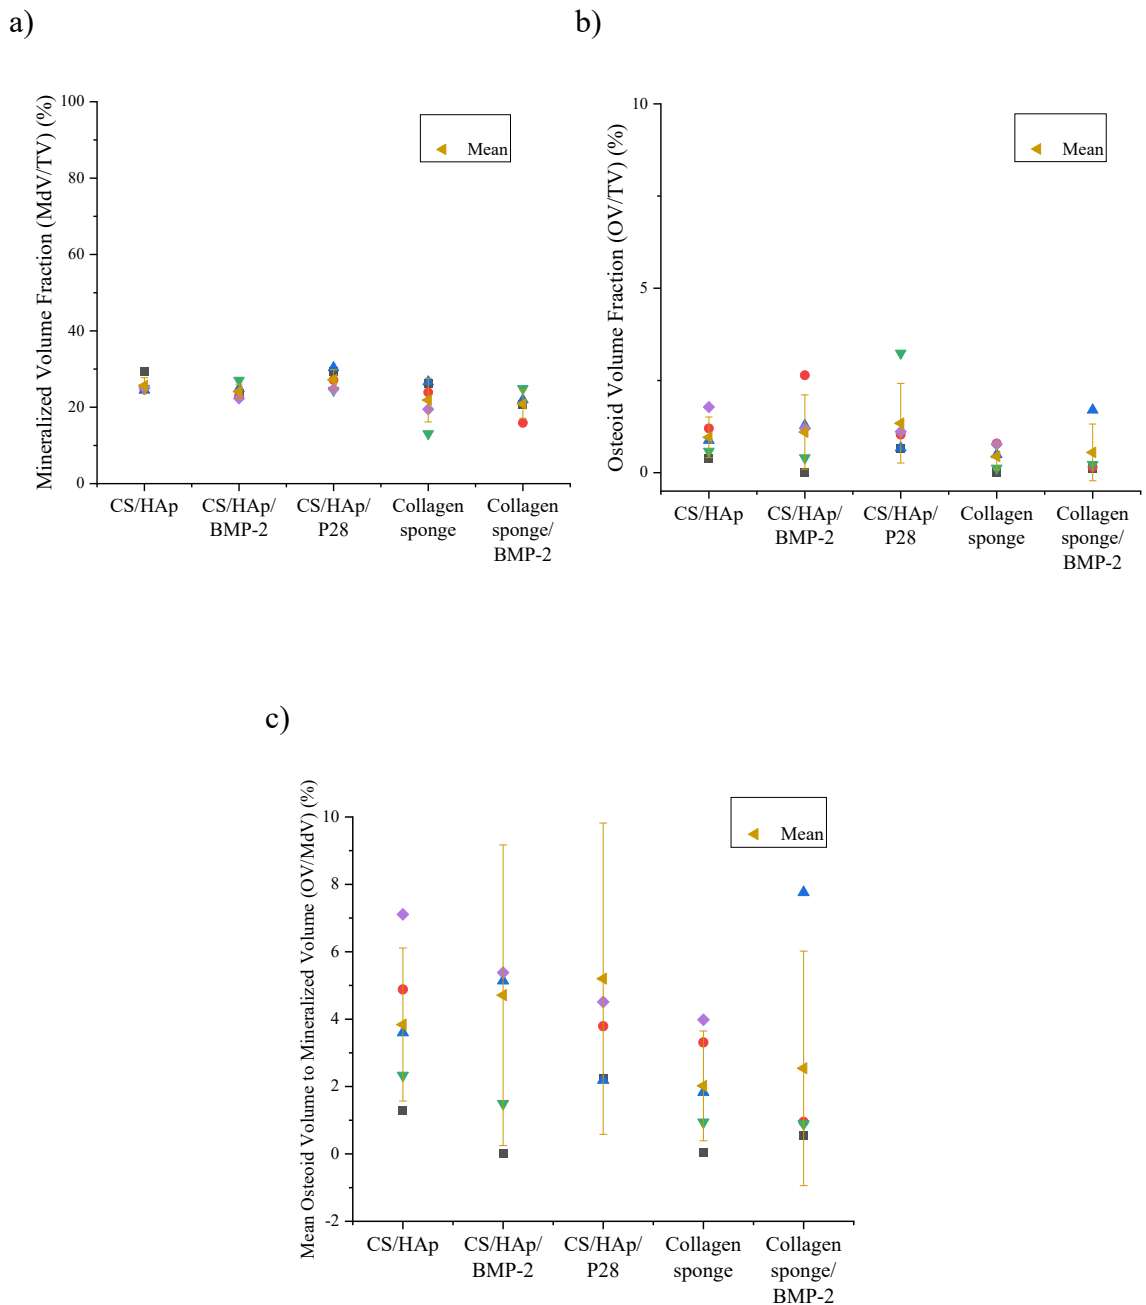 a)
Mineralized Volume Fraction (MdV/TV) (%)
100
80
60
40
20
0
Mean
CS/HAp
CS/HAp/
BMP-2
CS/HAp/
P28
Collagen
sponge
Collagen
sponge/
BMP-2
b)
Osteoid Volume Fraction (OV/TV) (%)
10
5
0
Mean
CS/HAp
CS/HAp/
BMP-2
CS/HAp/
P28
Collagen
sponge
Collagen
sponge/
BMP-2
c)
Mean Osteoid Volume to Mineralized Volume (OV/MdV) (%)
10
8
6
4
2
0
-2
Mean
CS/HAp
CS/HAp/
BMP-2
CS/HAp/
P28
Collagen
sponge
Collagen
sponge/
BMP-2